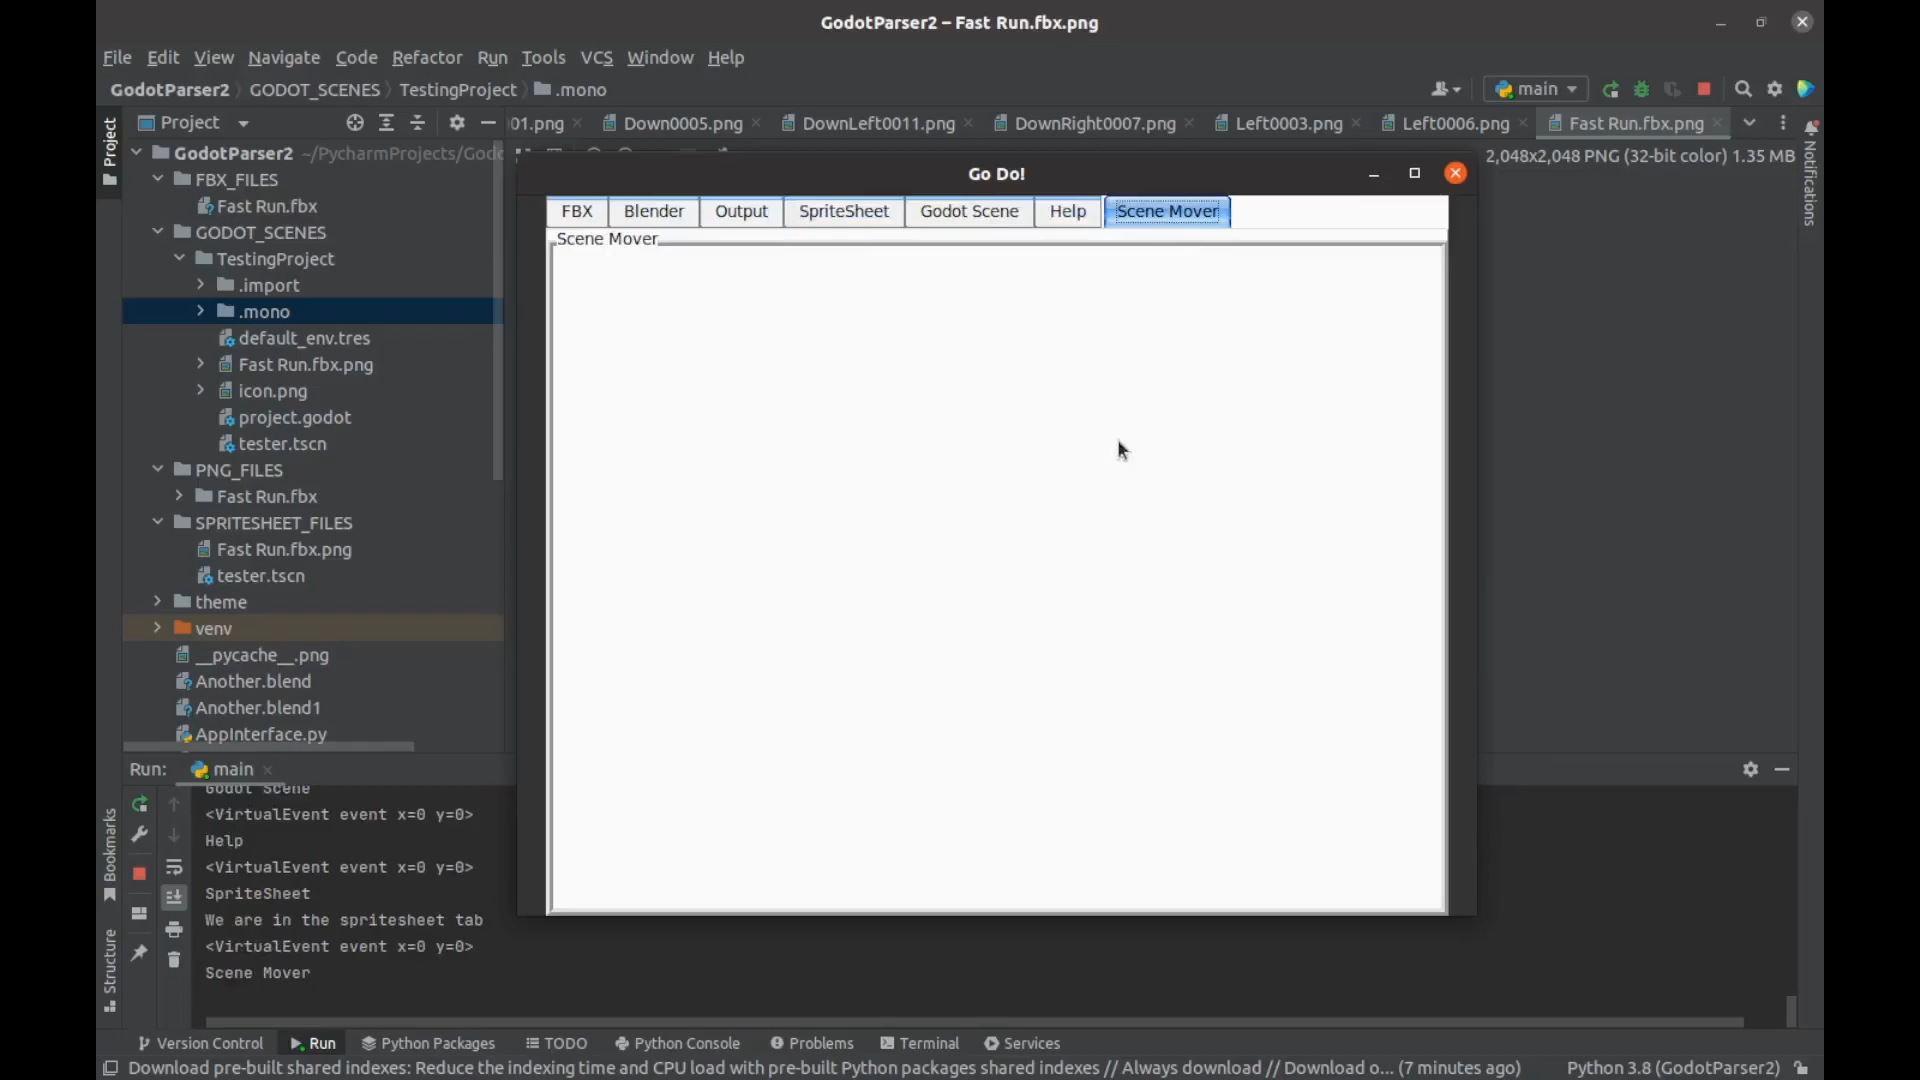 GodotParser2 – Fast Run.fbx.png
File Edit View Navigate Code Refactor Run Tools VCS Window Help
GodotParser2 GODOT_SCENES TestingProject .mono
main
Project
01.png Down0005.png DownLeft0011.png DownRight0007.png Left0003.png Left0006.png Fast Run.fbx.png
2,048x2,048 PNG (32-bit color) 1.35 MB
Project
Notifications
GodotParser2 ~/PycharmProjects/Godo
FBX_FILES
Fast Run.fbx
GODOT_SCENES
TestingProject
.import
.mono
default_env.tres
Fast Run.fbx.png
icon.png
project.godot
tester.tscn
PNG_FILES
Fast Run.fbx
SPRITESHEET_FILES
Fast Run.fbx.png
tester.tscn
theme
venv
__pycache__.png
Another.blend
Another.blend1
AppInterface.py
Go Do!
FBX Blender Output SpriteSheet Godot Scene Help Scene Mover
Scene Mover
Run: main
Godot Scene
<VirtualEvent event x=0 y=0>
Help
<VirtualEvent event x=0 y=0>
SpriteSheet
We are in the spritesheet tab
<VirtualEvent event x=0 y=0>
Scene Mover
Bookmarks
Structure
Version Control Run Python Packages TODO Python Console Problems Terminal Services
Download pre-built shared indexes: Reduce the indexing time and CPU load with pre-built Python packages shared indexes // Always download // Download o... (7 minutes ago) Python 3.8 (GodotParser2)